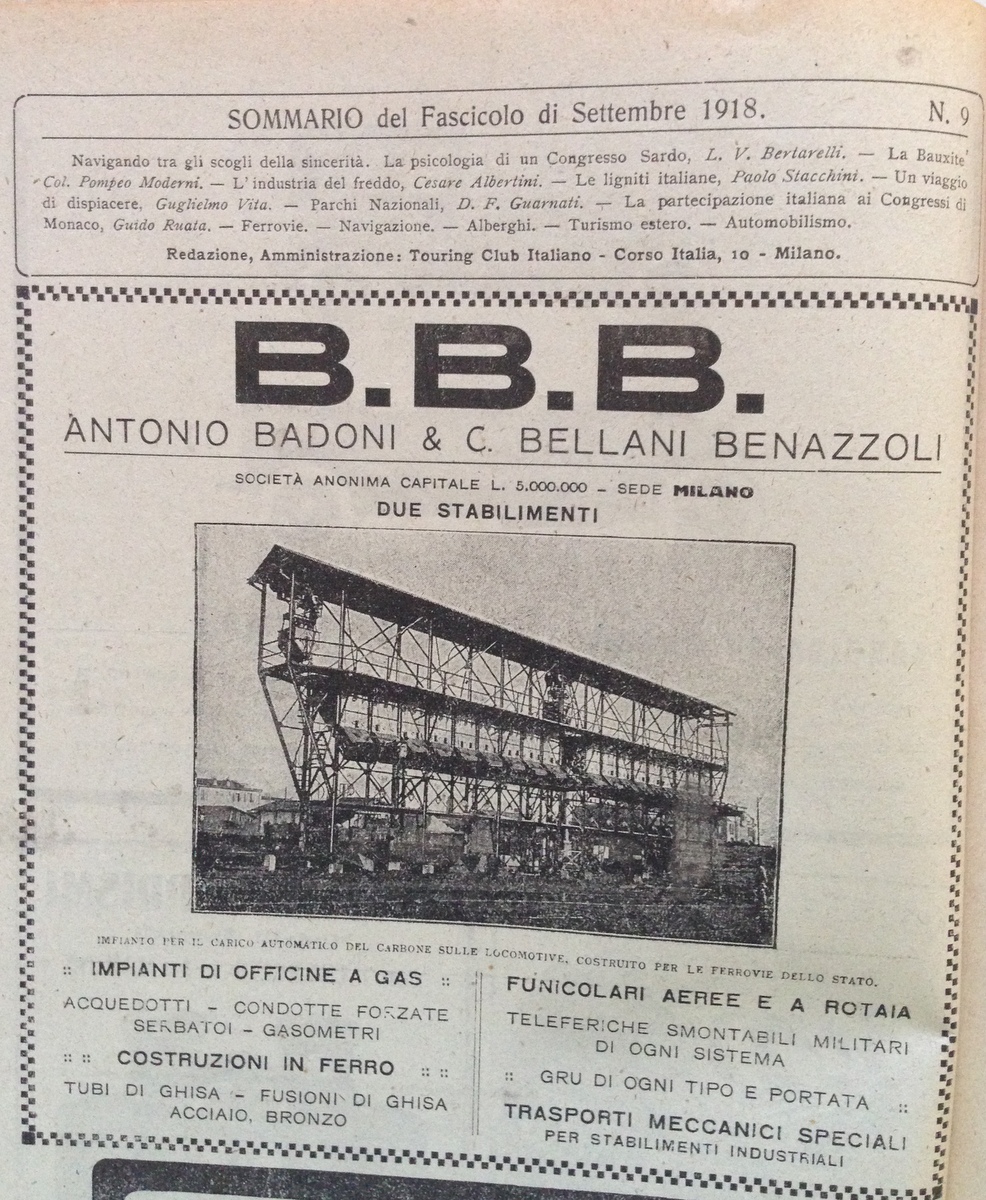 SOMMARIO del Fascicolo di Settembre 1918. N. 9
Navigando tra gli scogli della sincerità. La psicologia di un Congresso Sardo, L. V. Bertarelli. — La Bauxite
Col. Pompeo Moderni. — L'industria del freddo, Cesare Albertini. — Le ligniti italiane, Paolo Stacchini. — Un viaggio
di dispiacere, Guglielmo Vita. — Parchi Nazionali, D. F. Guarnati. — La partecipazione italiana ai Congressi di
Monaco, Guido Ruata. — Ferrovie. — Navigazione. — Alberghi. — Turismo estero. — Automobilismo.
Redazione, Amministrazione: Touring Club Italiano - Corso Italia, 10 - Milano.
B.B.B.
ANTONIO BADONI & C. BELLANI BENAZZOLI
SOCIETÀ ANONIMA CAPITALE L. 5.000.000 - SEDE MILANO
DUE STABILIMENTI
IMPIANTO PER IL CARICO AUTOMATICO DEL CARBONE SULLE LOCOMOTIVE, COSTRUITO PER LE FERROVIE DELLO STATO.
:: IMPIANTI DI OFFICINE A GAS ::
ACQUEDOTTI - CONDOTTE FORZATE
SERBATOI - GASOMETRI
:: :: COSTRUZIONI IN FERRO :: ::
TUBI DI GHISA - FUSIONI DI GHISA
ACCIAIO, BRONZO
FUNICOLARI AEREE E A ROTAIA
TELEFERICHE SMONTABILI MILITARI
DI OGNI SISTEMA
:: GRU DI OGNI TIPO E PORTATA ::
TRASPORTI MECCANICI SPECIALI
PER STABILIMENTI INDUSTRIALI